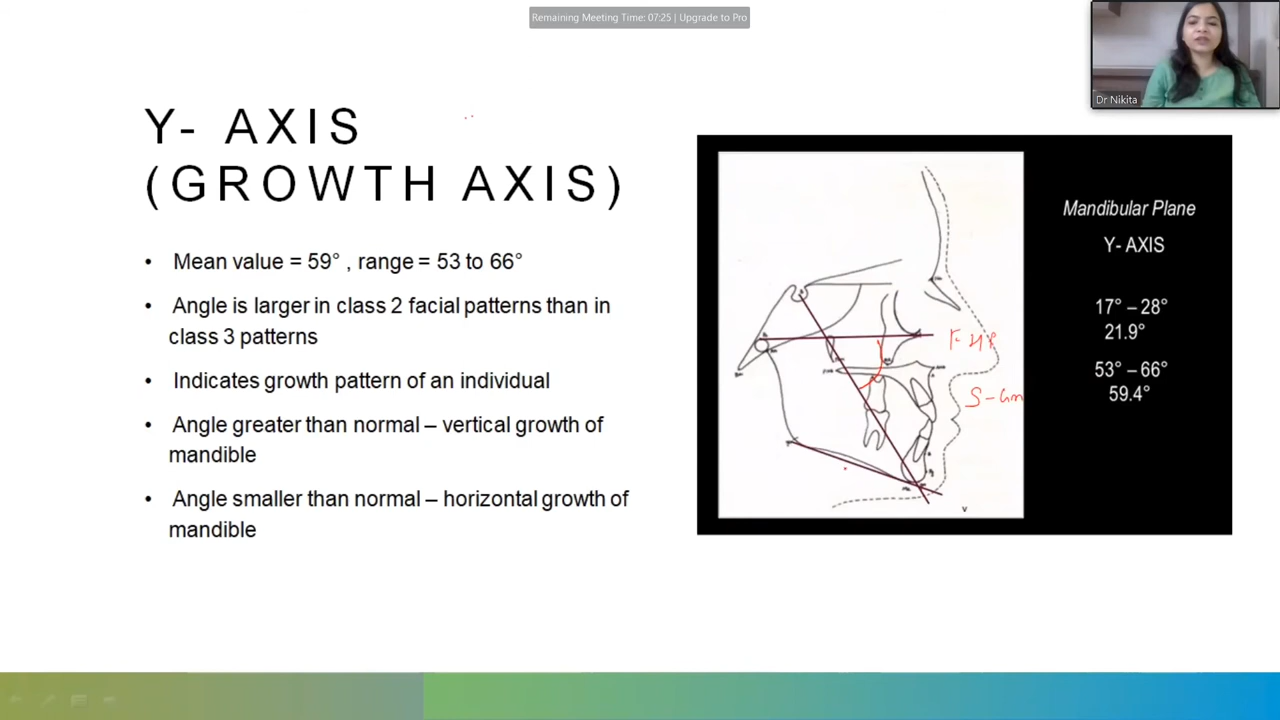 Remaining Meeting Time: 07:25 | Upgrade to Pro
Dr Nikita
Y- AXIS
(GROWTH AXIS)
• Mean value = 59° , range = 53 to 66°
• Angle is larger in class 2 facial patterns than in
class 3 patterns
• Indicates growth pattern of an individual
• Angle greater than normal – vertical growth of
mandible
• Angle smaller than normal – horizontal growth of
mandible
F-HP
S-Gn
Mandibular Plane
Y- AXIS
17° – 28°
21.9°
53° – 66°
59.4°